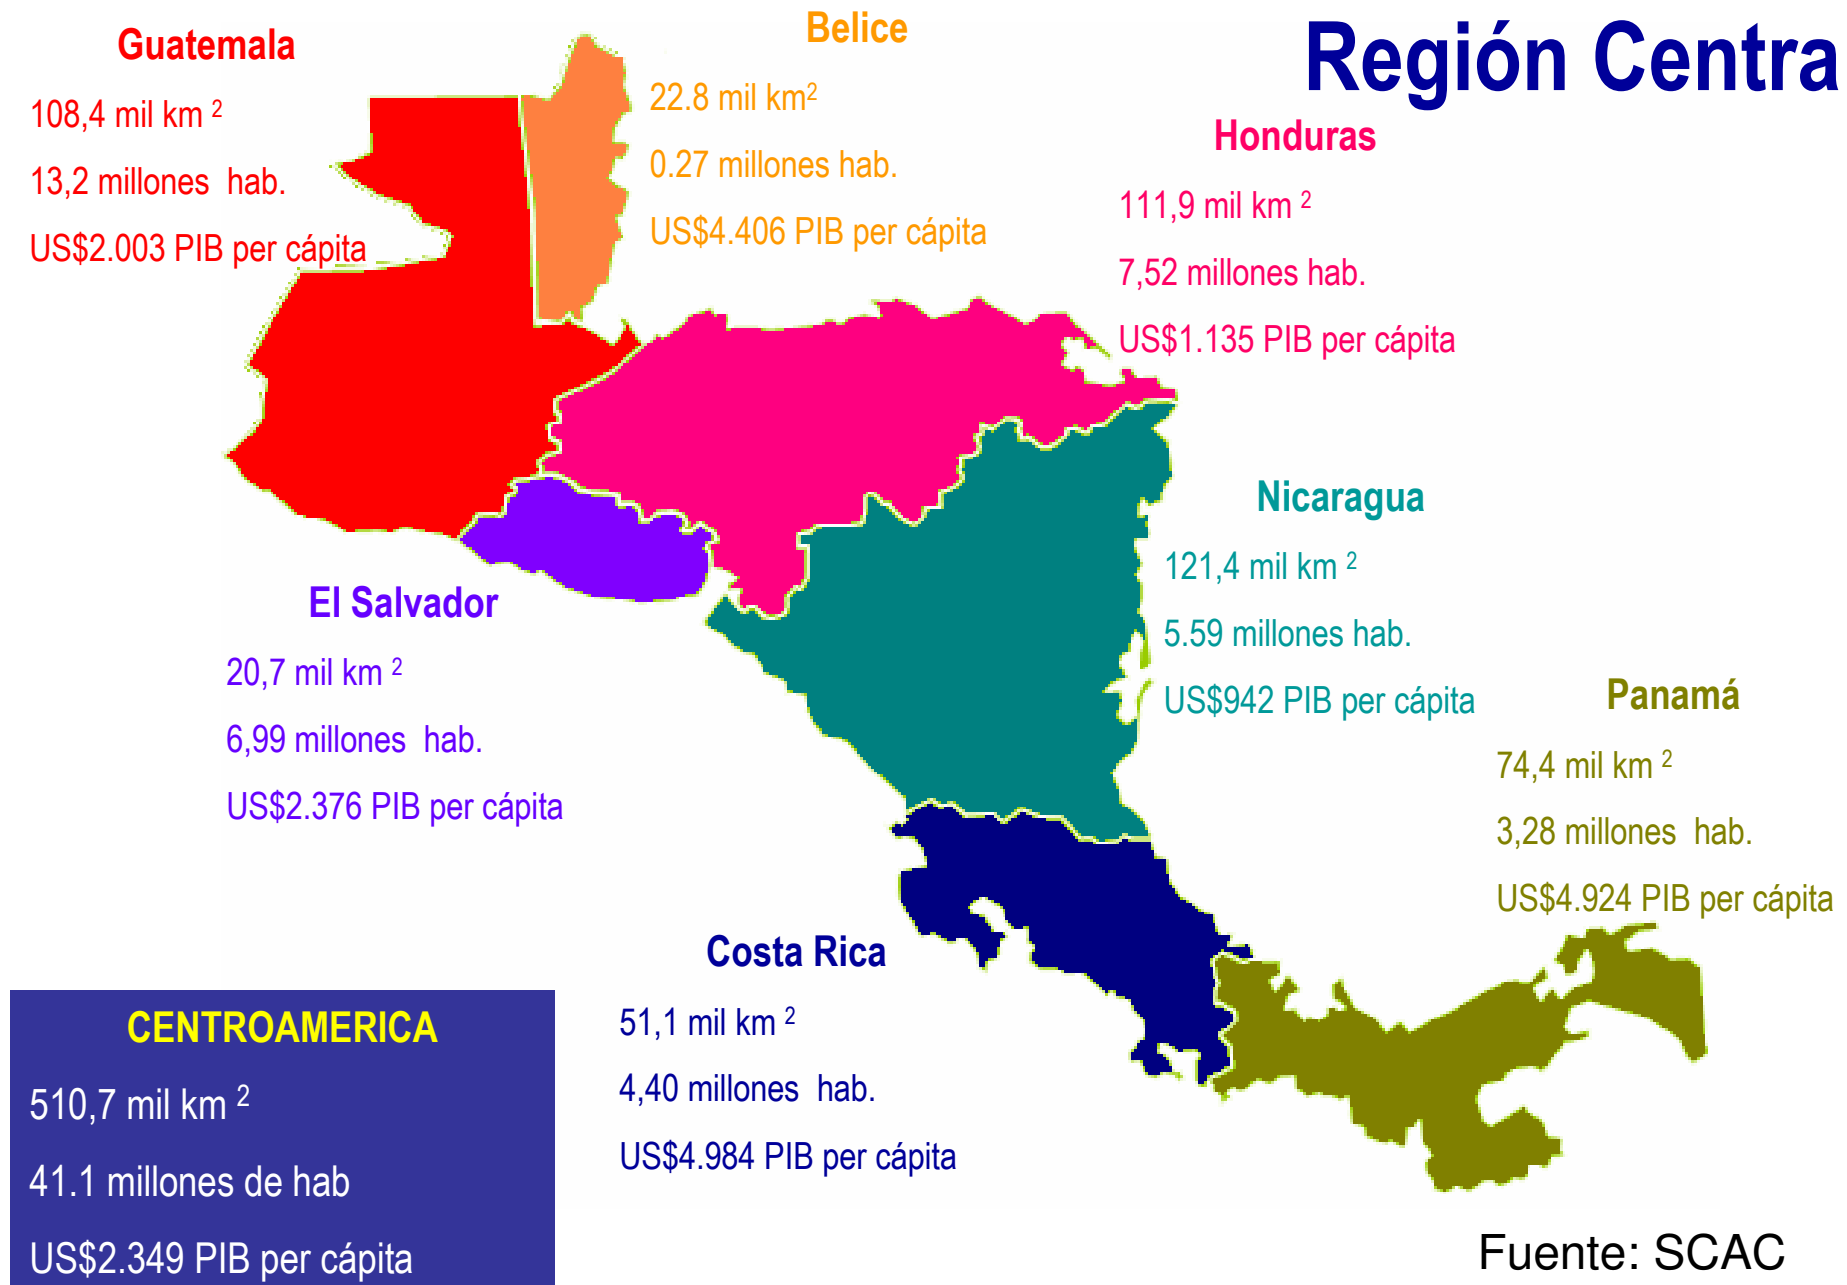 Región Centra
Guatemala
108,4 mil km 2
13,2 millones hab.
US$2.003 PIB per cápita
Belice
22.8 mil km2
0.27 millones hab.
US$4.406 PIB per cápita
Honduras
111,9 mil km 2
7,52 millones hab.
US$1.135 PIB per cápita
Nicaragua
121,4 mil km 2
5.59 millones hab.
US$942 PIB per cápita
El Salvador
20,7 mil km 2
6,99 millones hab.
US$2.376 PIB per cápita
Panamá
74,4 mil km 2
3,28 millones hab.
US$4.924 PIB per cápita
Costa Rica
51,1 mil km 2
4,40 millones hab.
US$4.984 PIB per cápita
CENTROAMERICA
510,7 mil km 2
41.1 millones de hab
US$2.349 PIB per cápita
Fuente: SCAC